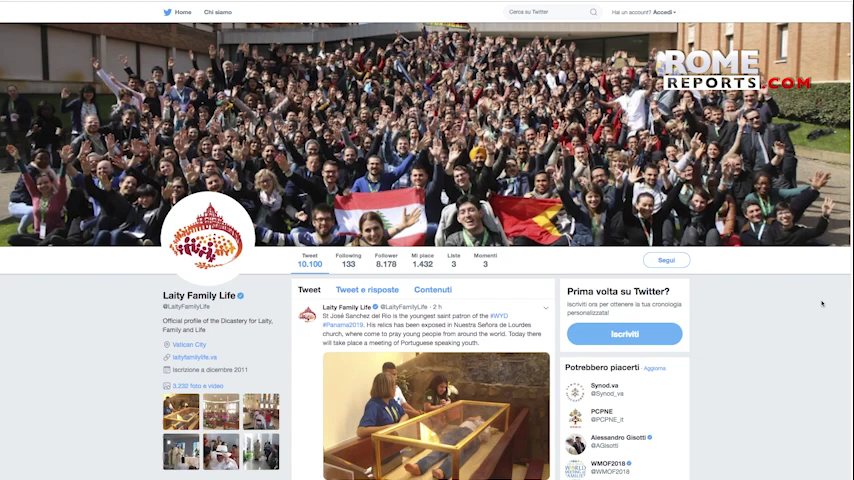 Home Chi siamo Cerca su Twitter Hai un account? Accedi
ROME
REPORTS.COM
Tweet Following Follower Mi piace Liste Momenti
10.100 133 8.178 1.432 3 3
Segui
Laity Family Life
@LaityFamilyLife
Official profile of the Dicastery for Laity,
Family and Life
Vatican City
laityfamilylife.va
Iscrizione a dicembre 2011
3.232 foto e video
Tweet Tweet e risposte Contenuti
Laity Family Life @LaityFamilyLife · 2 h
St José Sanchez del Rio is the youngest saint patron of the #WYD
#Panama2019. His relics has been exposed in Nuestra Señora de Lourdes
church, where come to pray young people from around the world. Today there
will take place a meeting of Portuguese speaking youth.
Prima volta su Twitter?
Iscriviti ora per ottenere la tua cronologia
personalizzata!
Iscriviti
Potrebbero piacerti · Aggiorna
Synod.va
@Synod_va
PCPNE
@PCPNE_it
Alessandro Gisotti
@AGisotti
WMOF2018
@WMOF2018